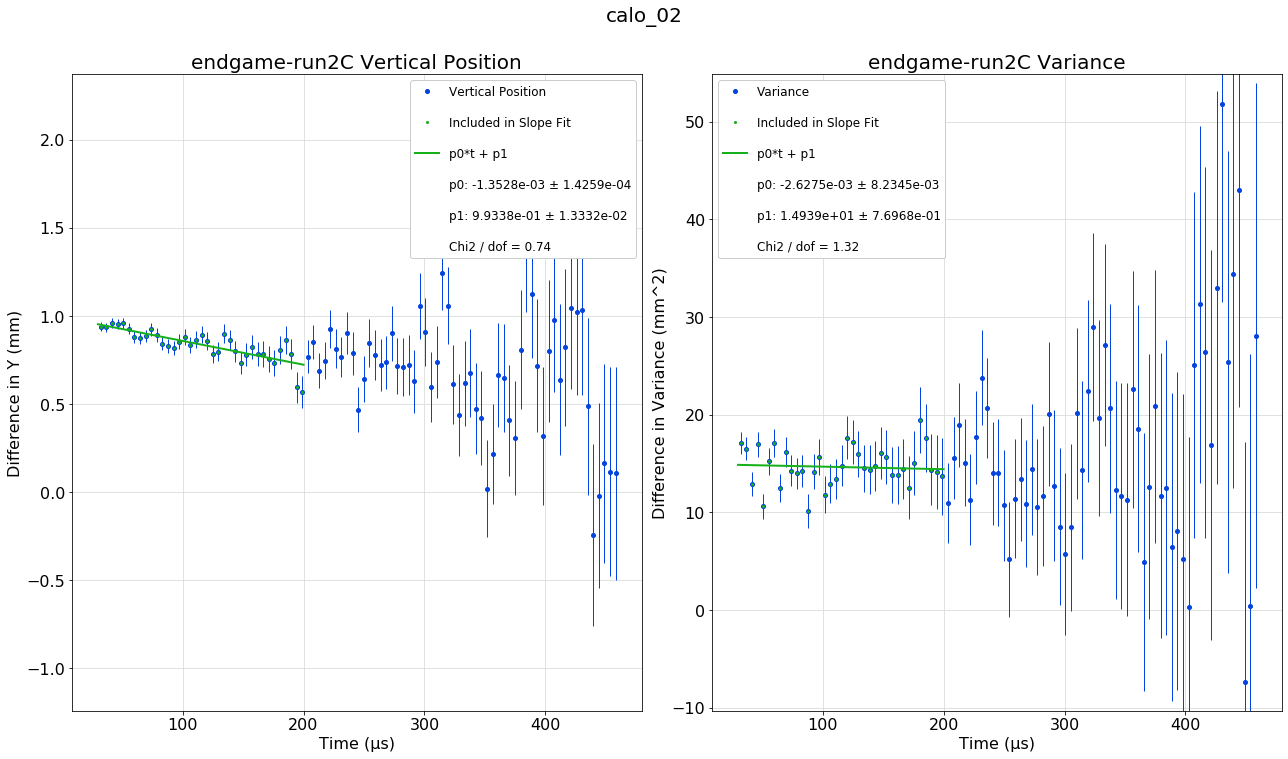 calo_02
endgame-run2C Vertical Position
Difference in Y (mm)
2.0
1.5
1.0
0.5
0.0
−0.5
−1.0
100
200
300
400
Time (μs)
Vertical Position
Included in Slope Fit
p0*t + p1
p0: -1.3528e-03 ± 1.4259e-04
p1: 9.9338e-01 ± 1.3332e-02
Chi2 / dof = 0.74
endgame-run2C Variance
Difference in Variance (mm^2)
50
40
30
20
10
0
−10
100
200
300
400
Time (μs)
Variance
Included in Slope Fit
p0*t + p1
p0: -2.6275e-03 ± 8.2345e-03
p1: 1.4939e+01 ± 7.6968e-01
Chi2 / dof = 1.32